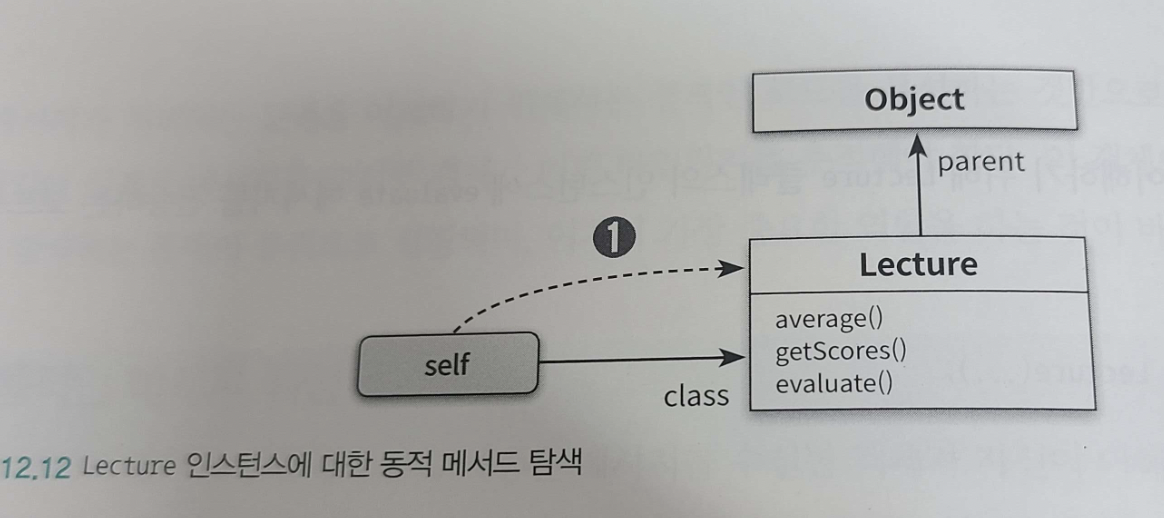 Object
parent
❶
Lecture
average()
getScores()
evaluate()
self
class
12.12 Lecture 인스턴스에 대한 동적 메서드 탐색